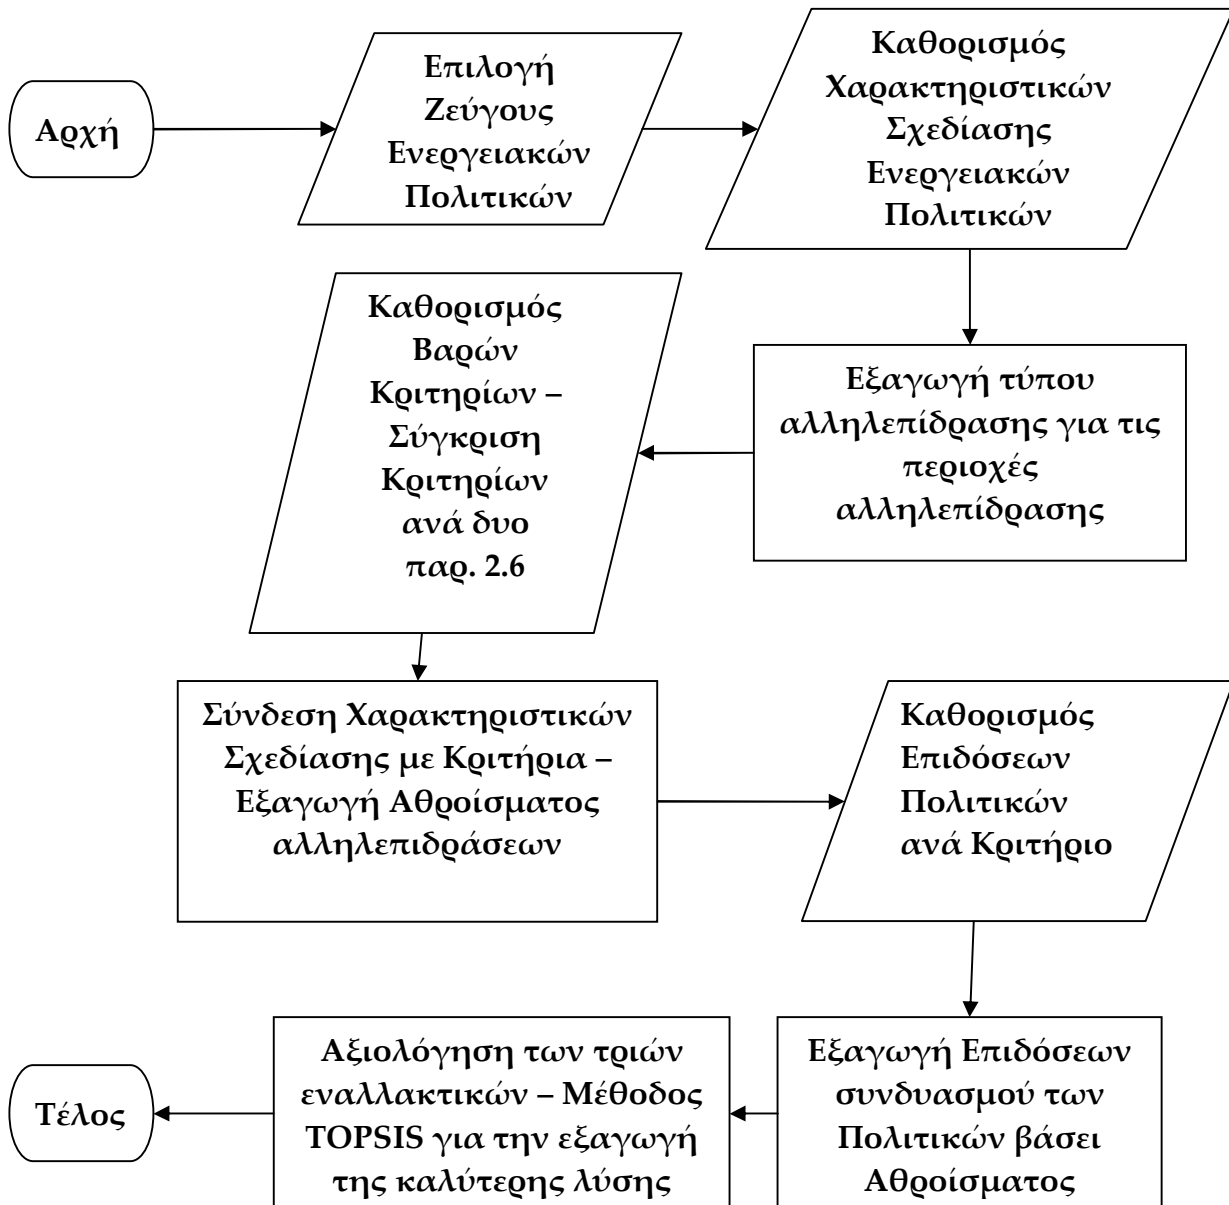 Αρχή
Επιλογή
Ζεύγους
Ενεργειακών
Πολιτικών
Καθορισμός
Χαρακτηριστικών
Σχεδίασης
Ενεργειακών
Πολιτικών
Εξαγωγή τύπου
αλληλεπίδρασης για τις
περιοχές
αλληλεπίδρασης
Καθορισμός
Βαρών
Κριτηρίων –
Σύγκριση
Κριτηρίων
ανά δυο
παρ. 2.6
Σύνδεση Χαρακτηριστικών
Σχεδίασης με Κριτήρια –
Εξαγωγή Αθροίσματος
αλληλεπιδράσεων
Καθορισμός
Επιδόσεων
Πολιτικών
ανά Κριτήριο
Εξαγωγή Επιδόσεων
συνδυασμού των
Πολιτικών βάσει
Αθροίσματος
Αξιολόγηση των τριών
εναλλακτικών – Μέθοδος
TOPSIS για την εξαγωγή
της καλύτερης λύσης
Τέλος